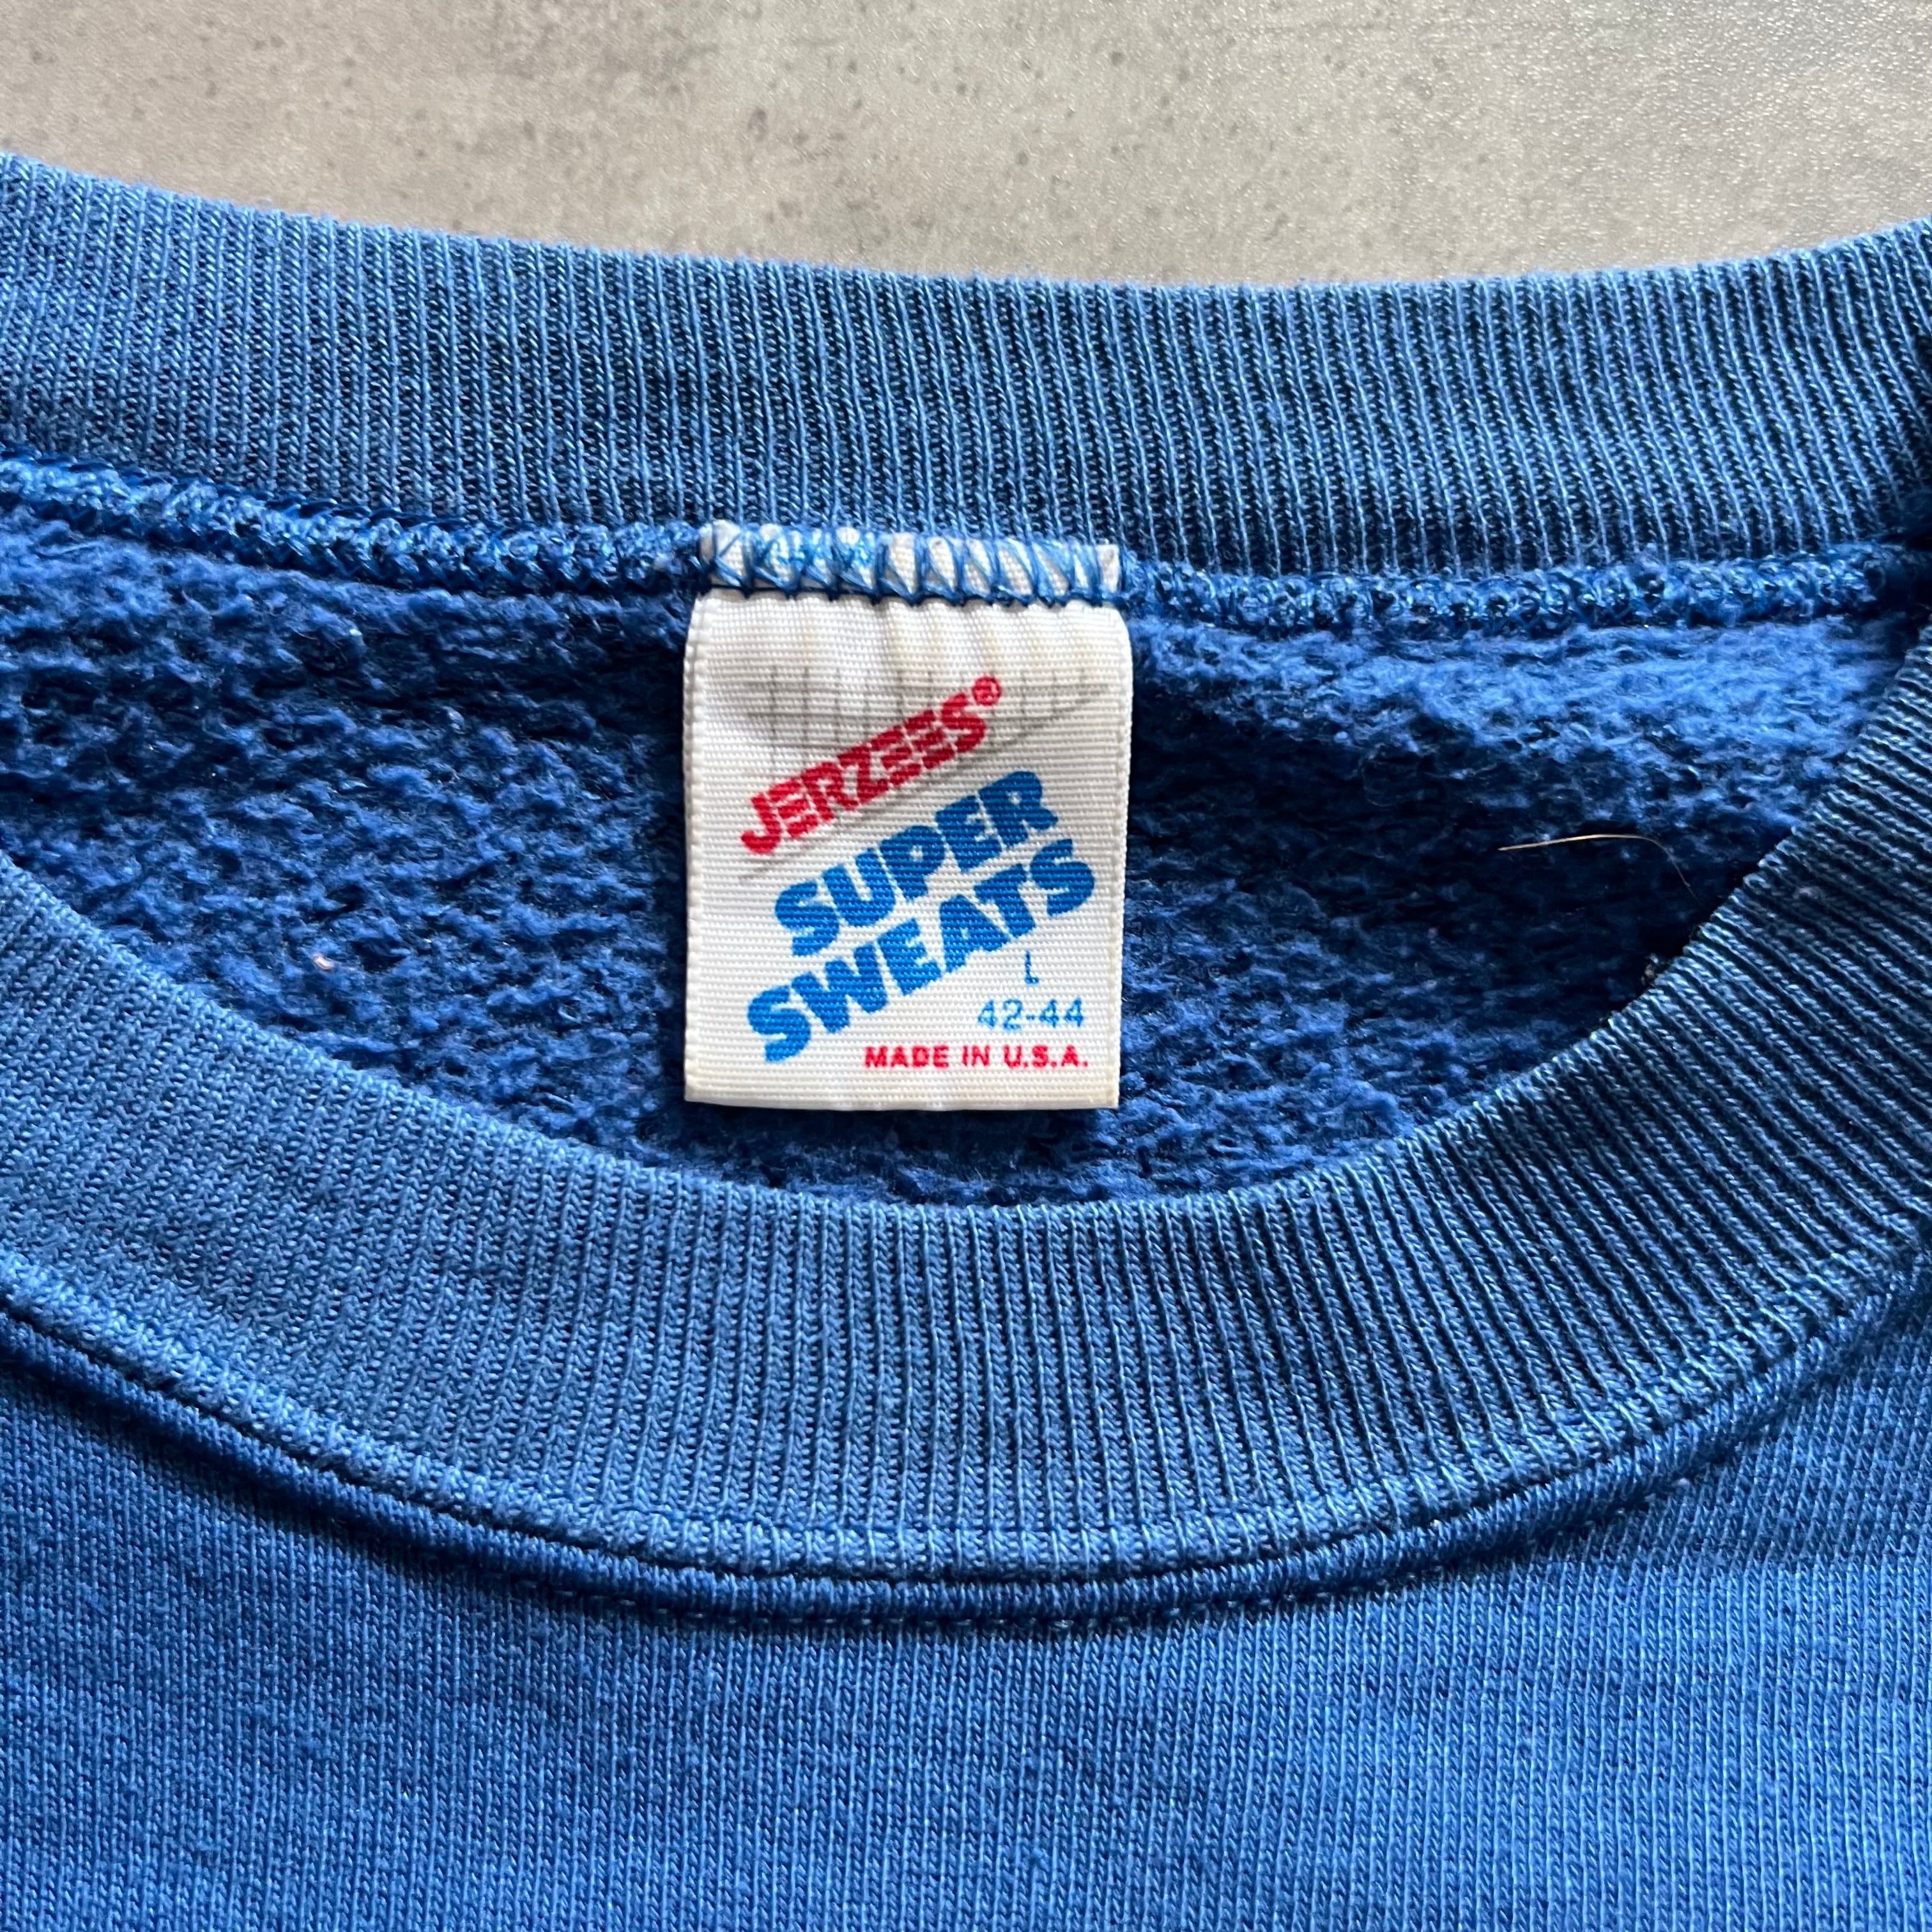 JERZEES®
SUPER
SWEATS
L
42-44
MADE IN U.S.A.